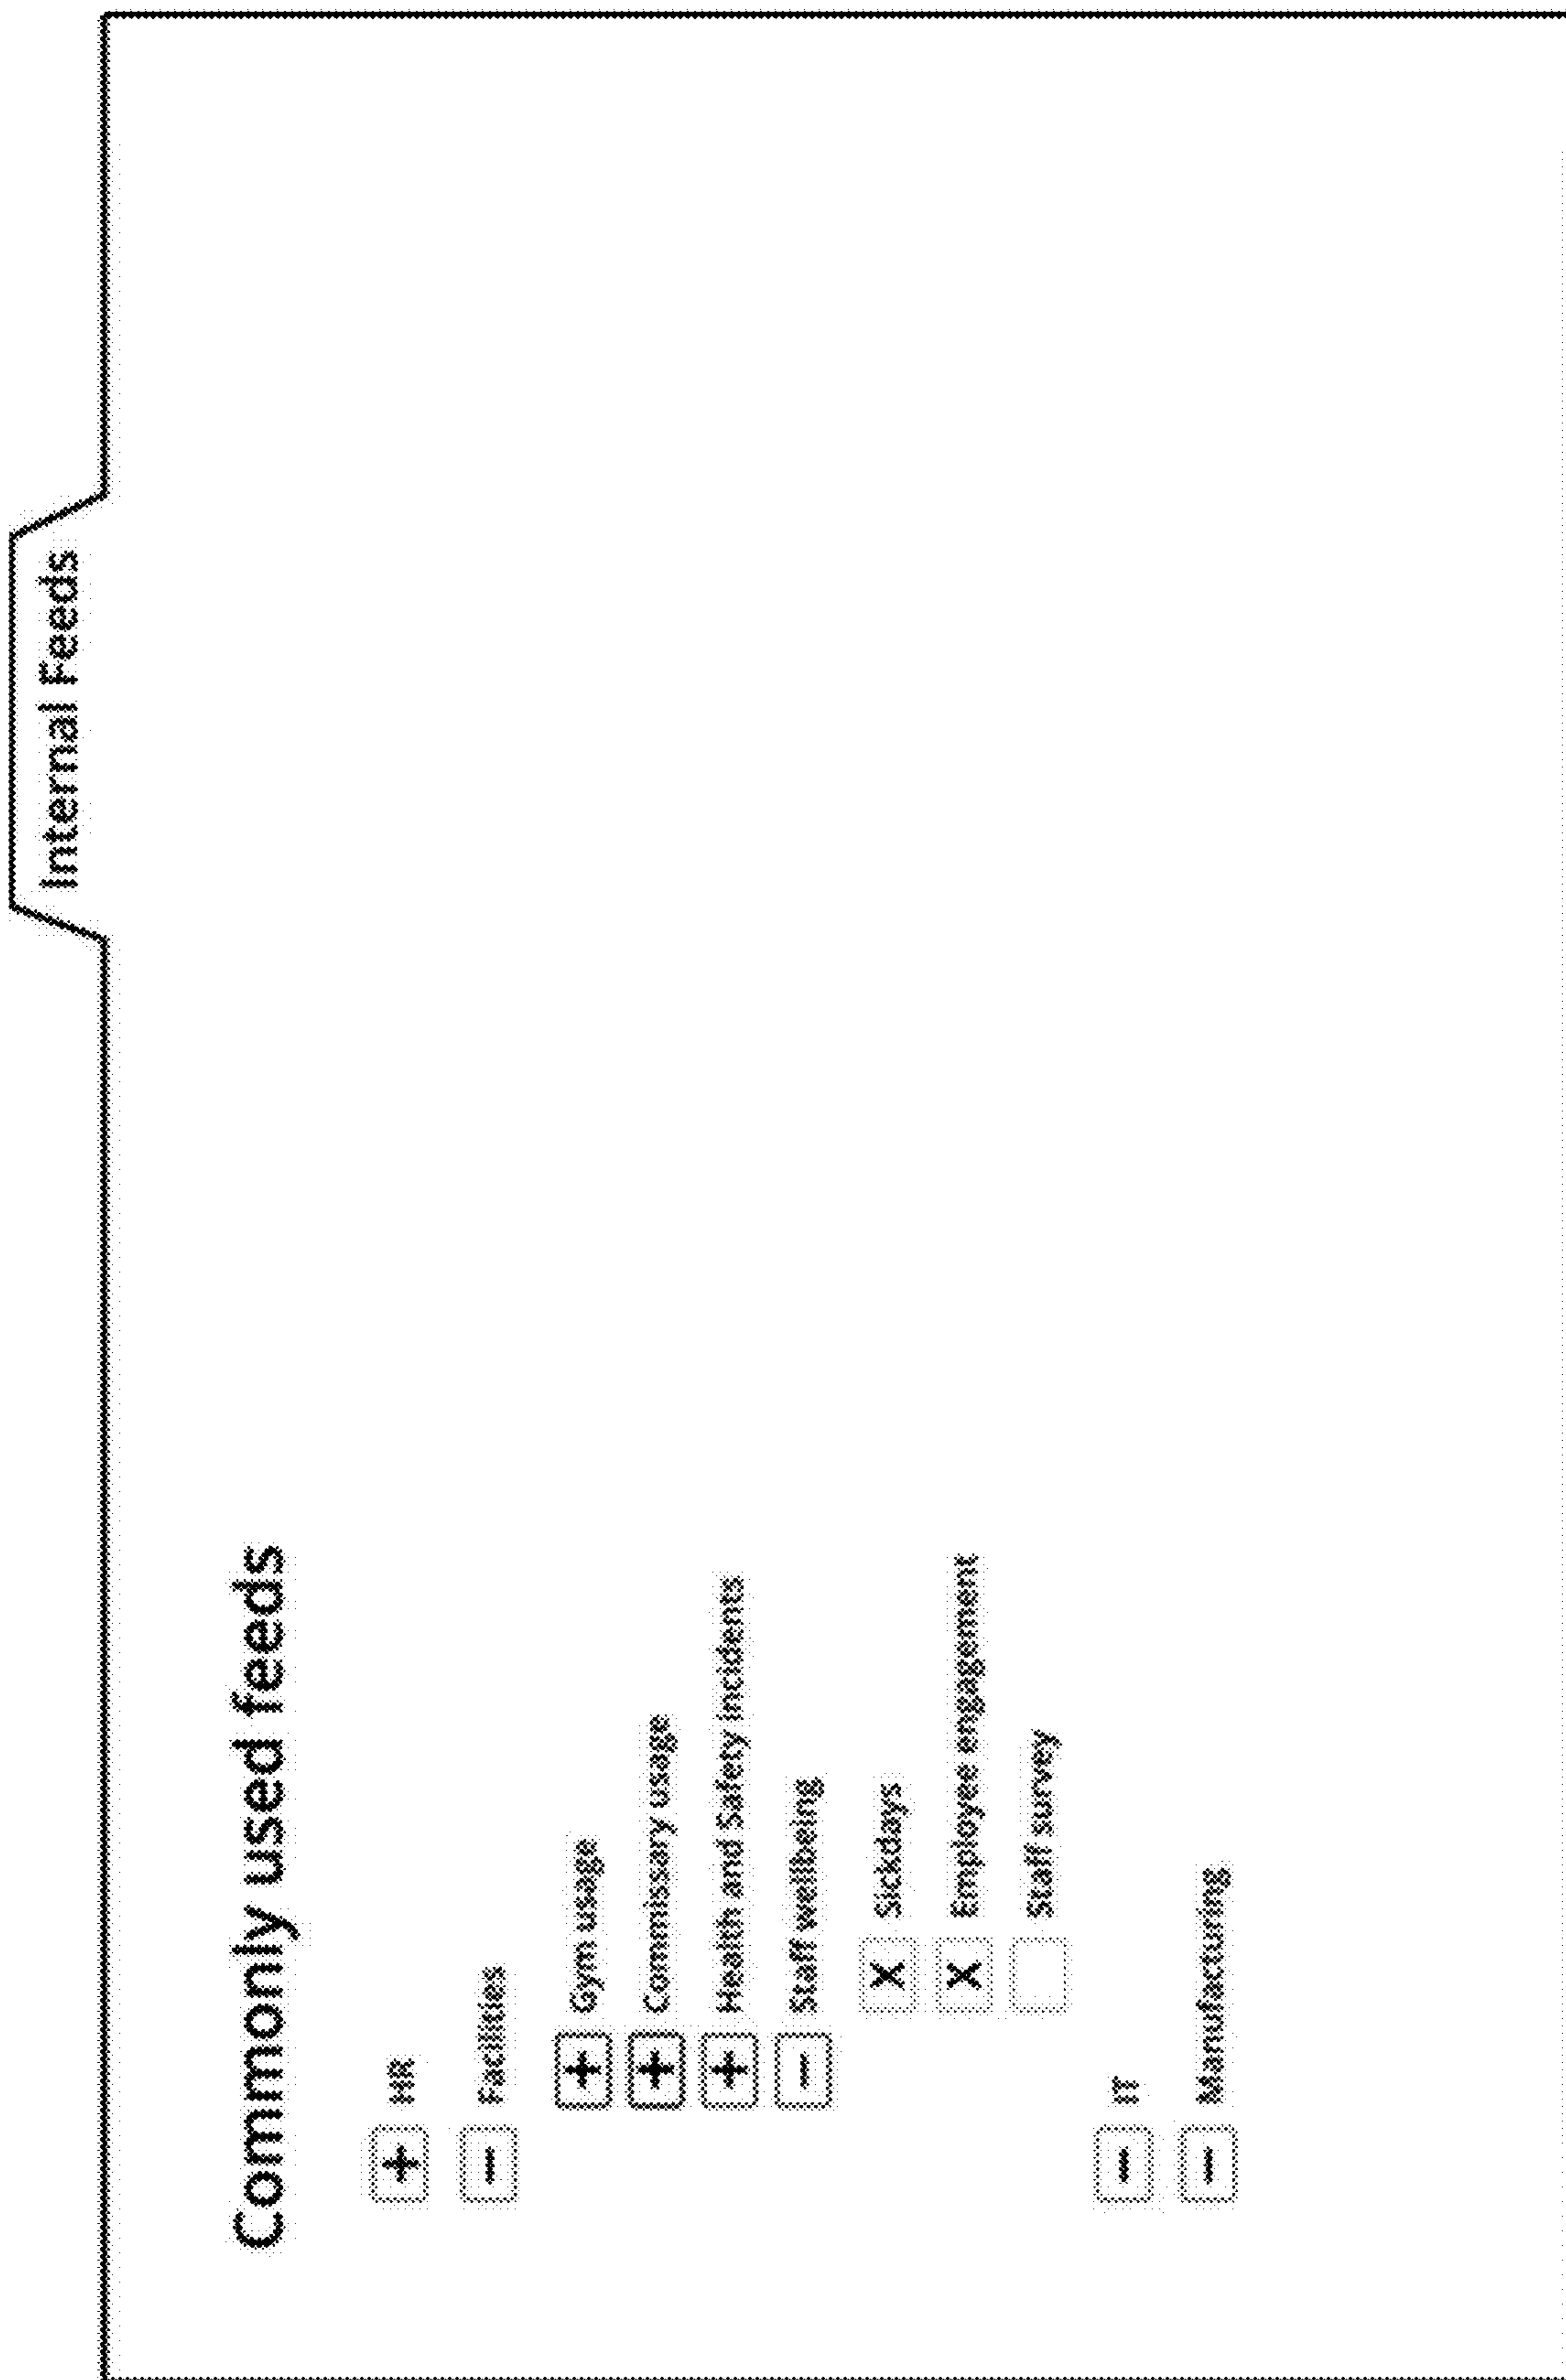 Internal Feeds
Commonly used feeds
+ HR
− Facilities
+ Gym usage
+ Commissary usage
+ Health and Safety incidents
− Staff wellbeing
X Sickdays
X Employee engagement
Staff survey
− IT
− Manufacturing